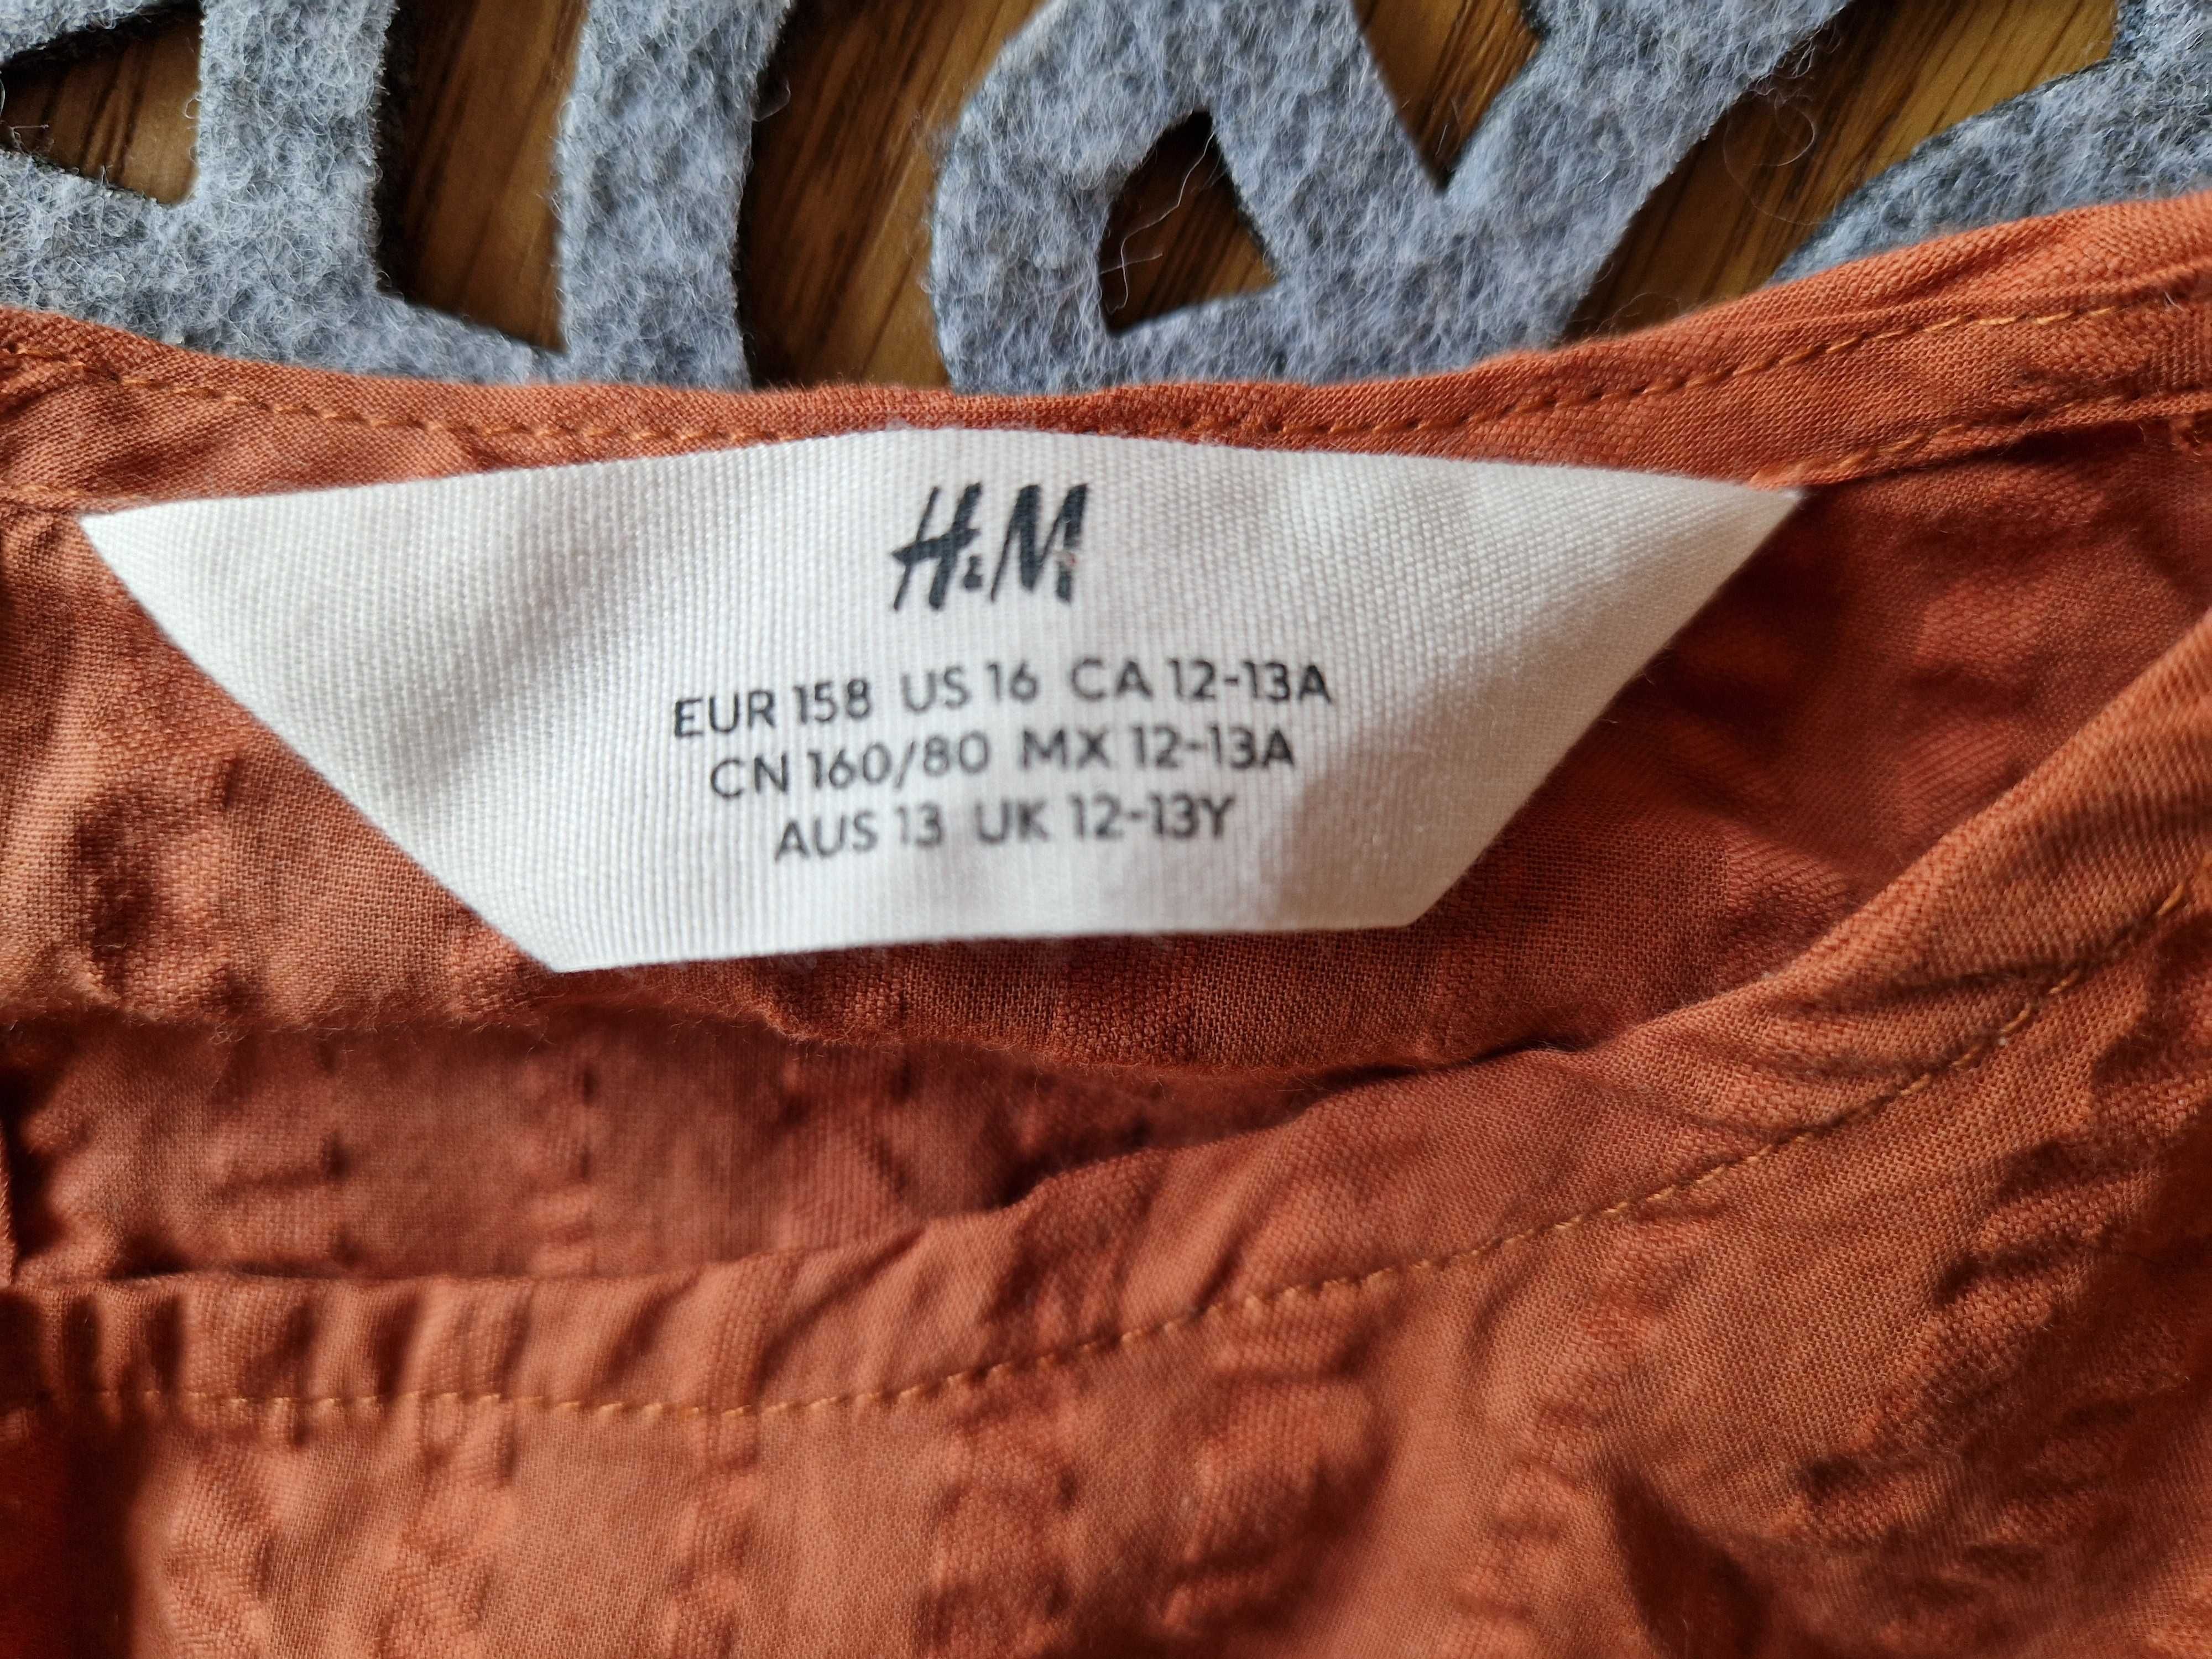 H&M
EUR 158 US 16 CA 12-13A
CN 160/80 MX 12-13A
AUS 13 UK 12-13Y